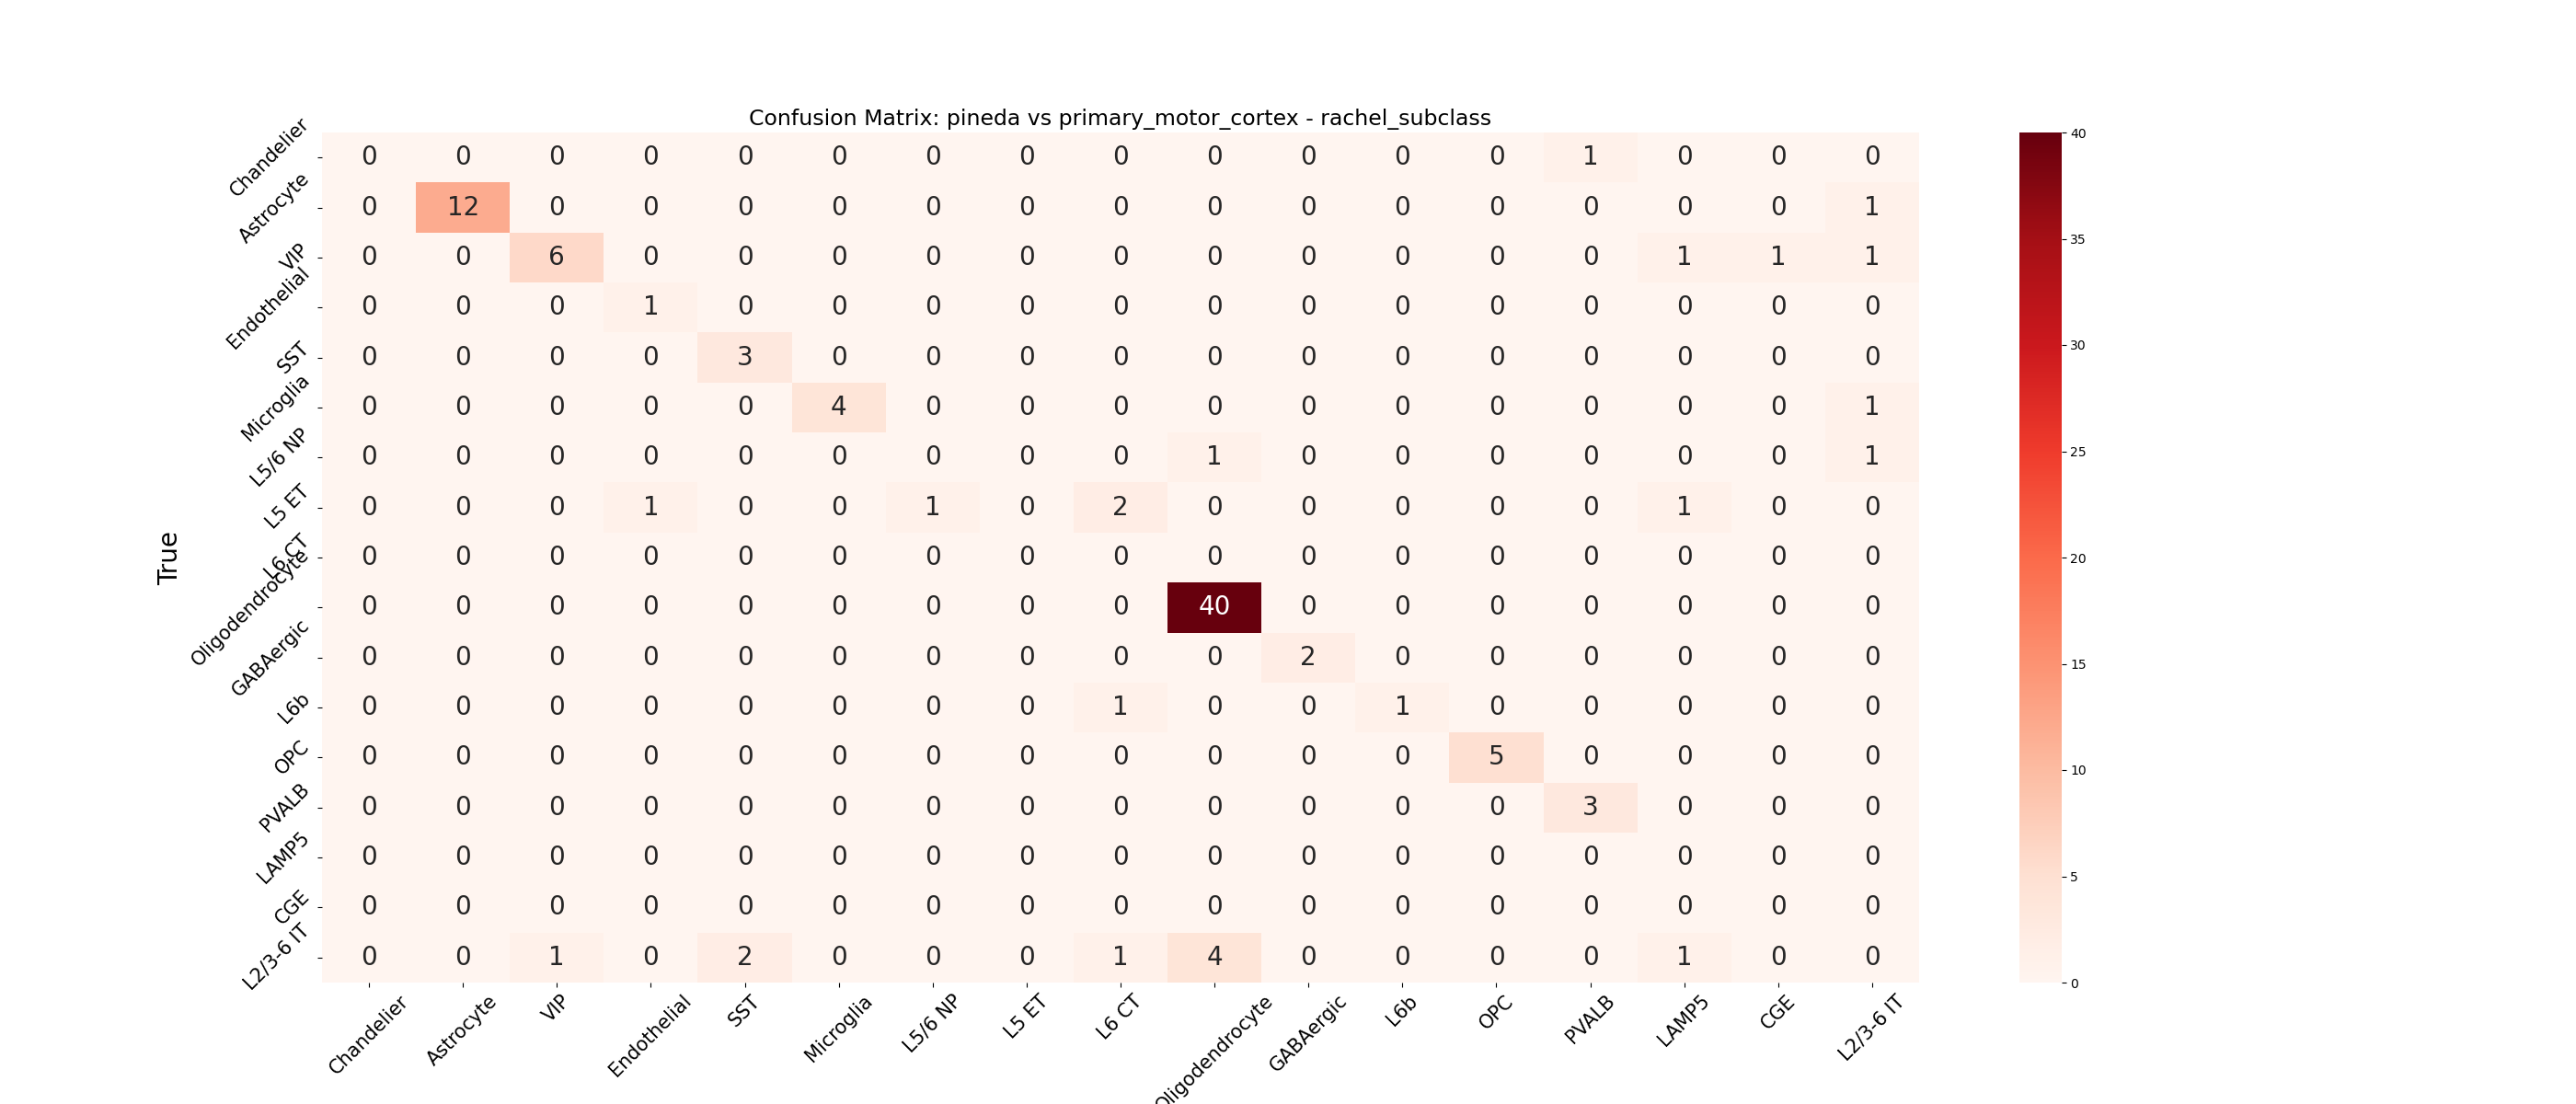 Confusion Matrix: pineda vs primary_motor_cortex - rachel_subclass
True
Chandelier 0 0 0 0 0 0 0 0 0 0 0 0 0 1 0 0 0
Astrocyte 0 12 0 0 0 0 0 0 0 0 0 0 0 0 0 0 1
VIP 0 0 6 0 0 0 0 0 0 0 0 0 0 0 1 1 1
Endothelial 0 0 0 1 0 0 0 0 0 0 0 0 0 0 0 0 0
SST 0 0 0 0 3 0 0 0 0 0 0 0 0 0 0 0 0
Microglia 0 0 0 0 0 4 0 0 0 0 0 0 0 0 0 0 1
L5/6 NP 0 0 0 0 0 0 0 0 0 1 0 0 0 0 0 0 1
L5 ET 0 0 0 1 0 0 1 0 2 0 0 0 0 0 1 0 0
L6 CT 0 0 0 0 0 0 0 0 0 0 0 0 0 0 0 0 0
Oligodendrocyte 0 0 0 0 0 0 0 0 0 40 0 0 0 0 0 0 0
GABAergic 0 0 0 0 0 0 0 0 0 0 2 0 0 0 0 0 0
L6b 0 0 0 0 0 0 0 0 1 0 0 1 0 0 0 0 0
OPC 0 0 0 0 0 0 0 0 0 0 0 0 5 0 0 0 0
PVALB 0 0 0 0 0 0 0 0 0 0 0 0 0 3 0 0 0
LAMP5 0 0 0 0 0 0 0 0 0 0 0 0 0 0 0 0 0
CGE 0 0 0 0 0 0 0 0 0 0 0 0 0 0 0 0 0
L2/3-6 IT 0 0 1 0 2 0 0 0 1 4 0 0 0 0 1 0 0
Chandelier Astrocyte VIP Endothelial SST Microglia L5/6 NP L5 ET L6 CT Oligodendrocyte GABAergic L6b OPC PVALB LAMP5 CGE L2/3-6 IT
40
35
30
25
20
15
10
5
0